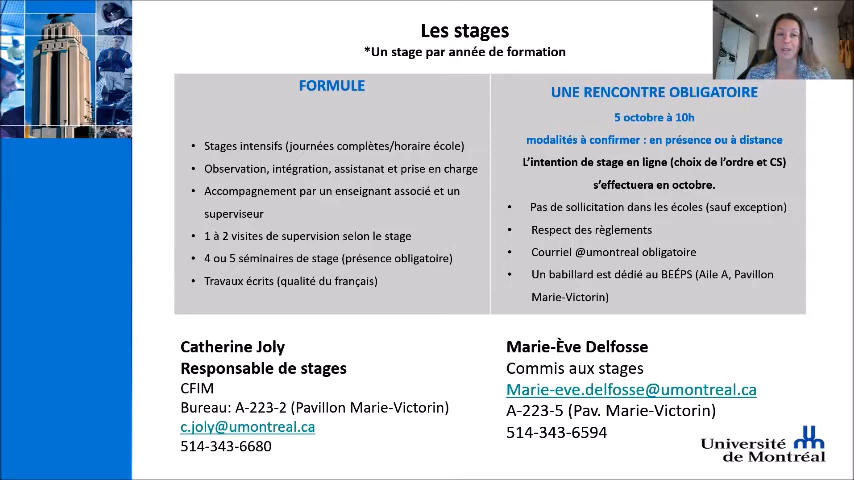 Les stages
*Un stage par année de formation
FORMULE
• Stages intensifs (journées complètes/horaire école)
• Observation, intégration, assistanat et prise en charge
• Accompagnement par un enseignant associé et un
superviseur
• 1 à 2 visites de supervision selon le stage
• 4 ou 5 séminaires de stage (présence obligatoire)
• Travaux écrits (qualité du français)
UNE RENCONTRE OBLIGATOIRE
5 octobre à 10h
modalités à confirmer : en présence ou à distance
L'intention de stage en ligne (choix de l'ordre et CS)
s'effectuera en octobre.
• Pas de sollicitation dans les écoles (sauf exception)
• Respect des règlements
• Courriel @umontreal obligatoire
• Un babillard est dédié au BEÉPS (Aile A, Pavillon
Marie-Victorin)
Catherine Joly
Responsable de stages
CFIM
Bureau: A-223-2 (Pavillon Marie-Victorin)
c.joly@umontreal.ca
514-343-6680
Marie-Ève Delfosse
Commis aux stages
Marie-eve.delfosse@umontreal.ca
A-223-5 (Pav. Marie-Victorin)
514-343-6594
Université
de Montréal